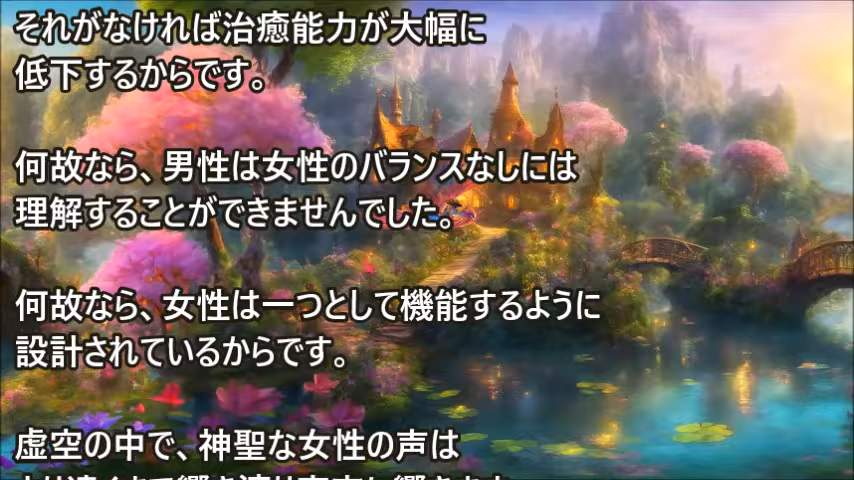 それがなければ治癒能力が大幅に
低下するからです。
何故なら、男性は女性のバランスなしには
理解することができませんでした。
何故なら、女性は一つとして機能するように
設計されているからです。
虚空の中で、神聖な女性の声は